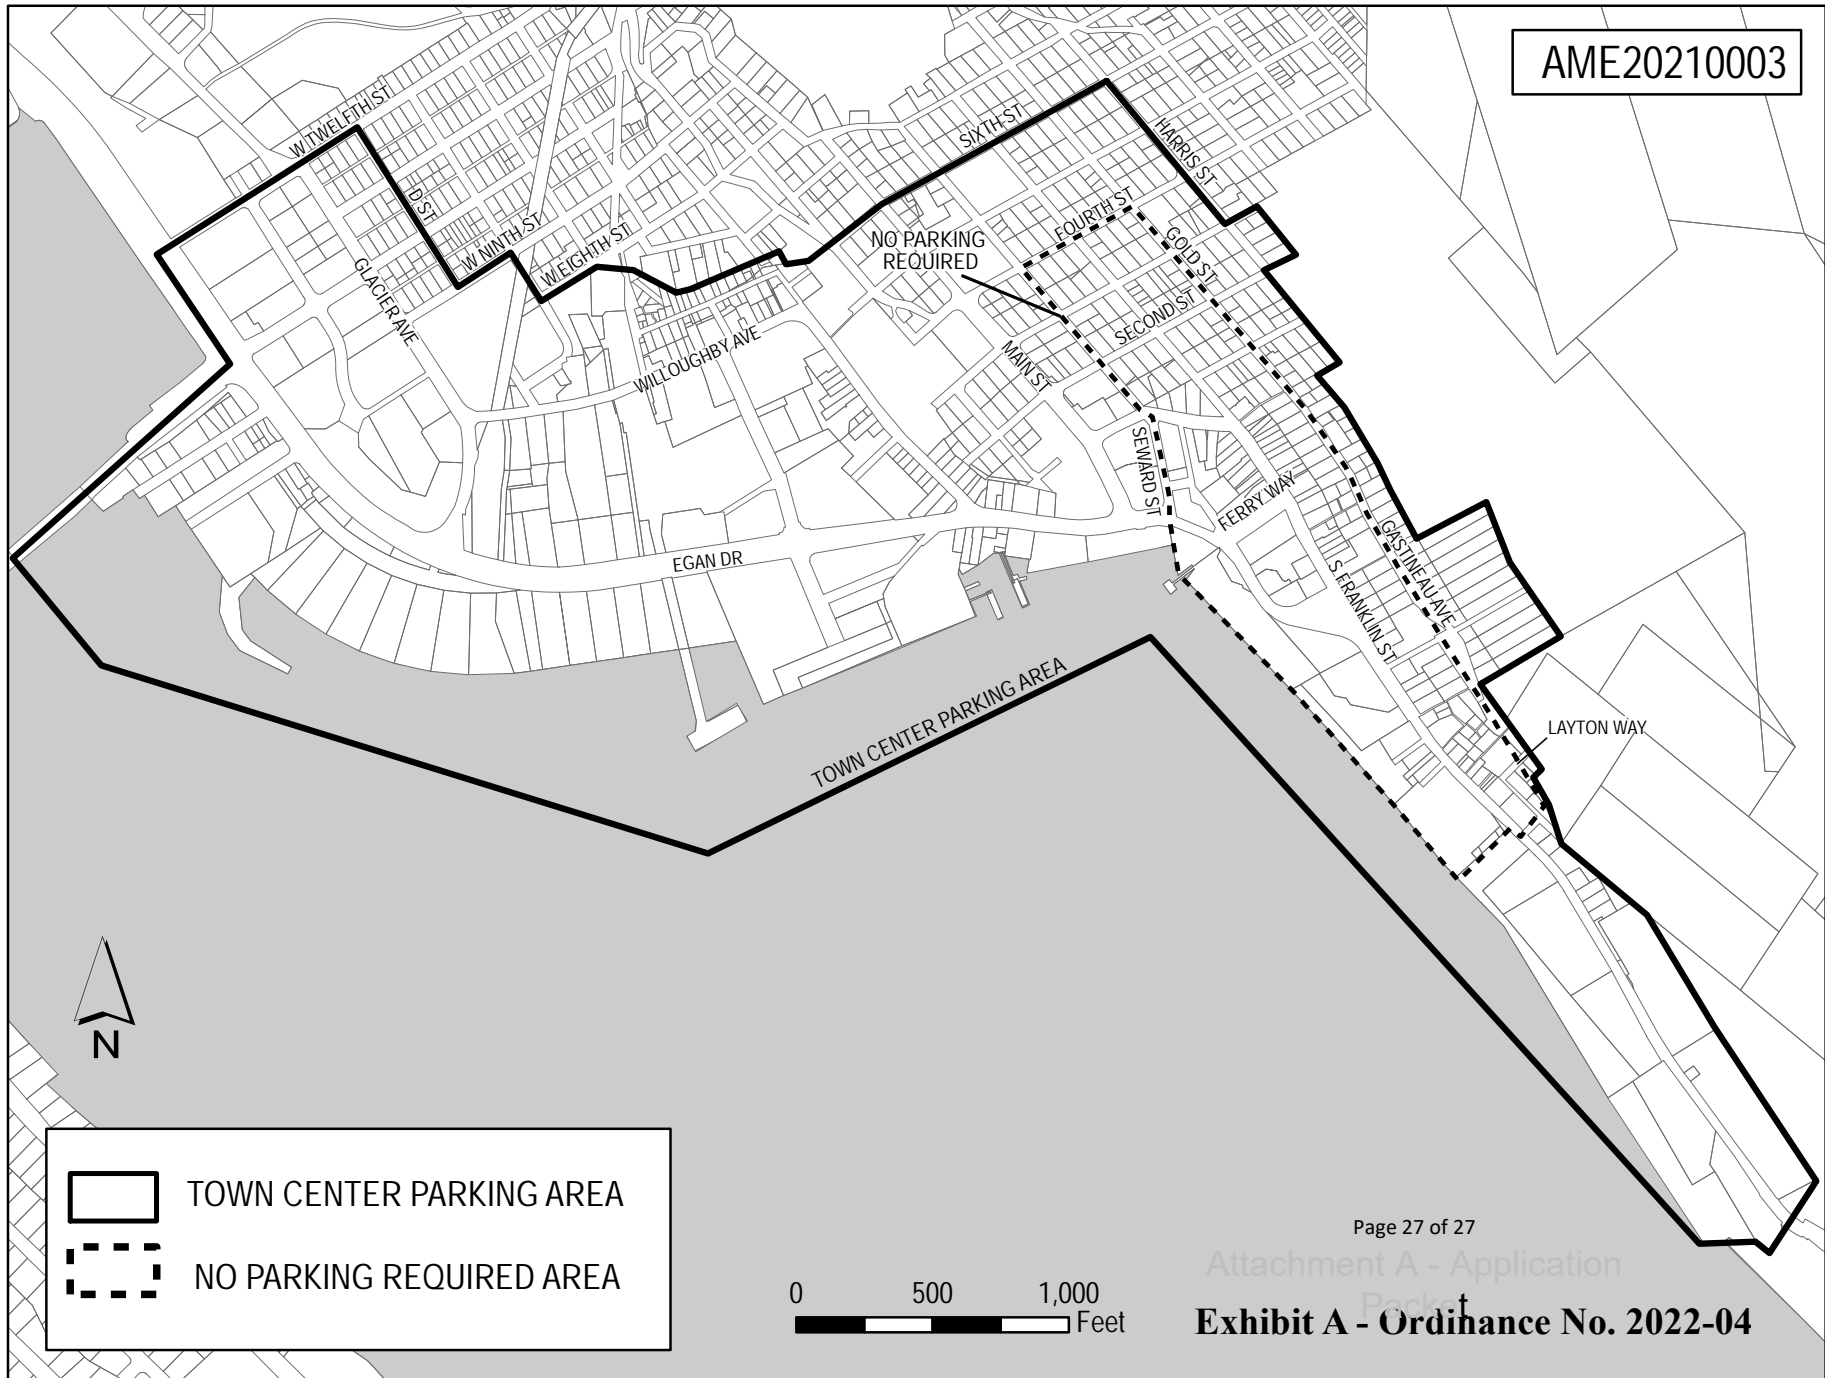 AME20210003
W TWELFTH ST
D ST
W NINTH ST
W EIGHTH ST
GLACIER AVE
WILLOUGHBY AVE
SIXTH ST
HARRIS ST
FOURTH ST
GOLD ST
NO PARKING
REQUIRED
SECOND ST
MAIN ST
SEWARD ST
FERRY WAY
EGAN DR
GASTINEAU AVE
S FRANKLIN ST
LAYTON WAY
TOWN CENTER PARKING AREA
N
TOWN CENTER PARKING AREA
NO PARKING REQUIRED AREA
0 500 1,000
Feet
Page 27 of 27
Attachment A - Application
Packet
Exhibit A - Ordinance No. 2022-04